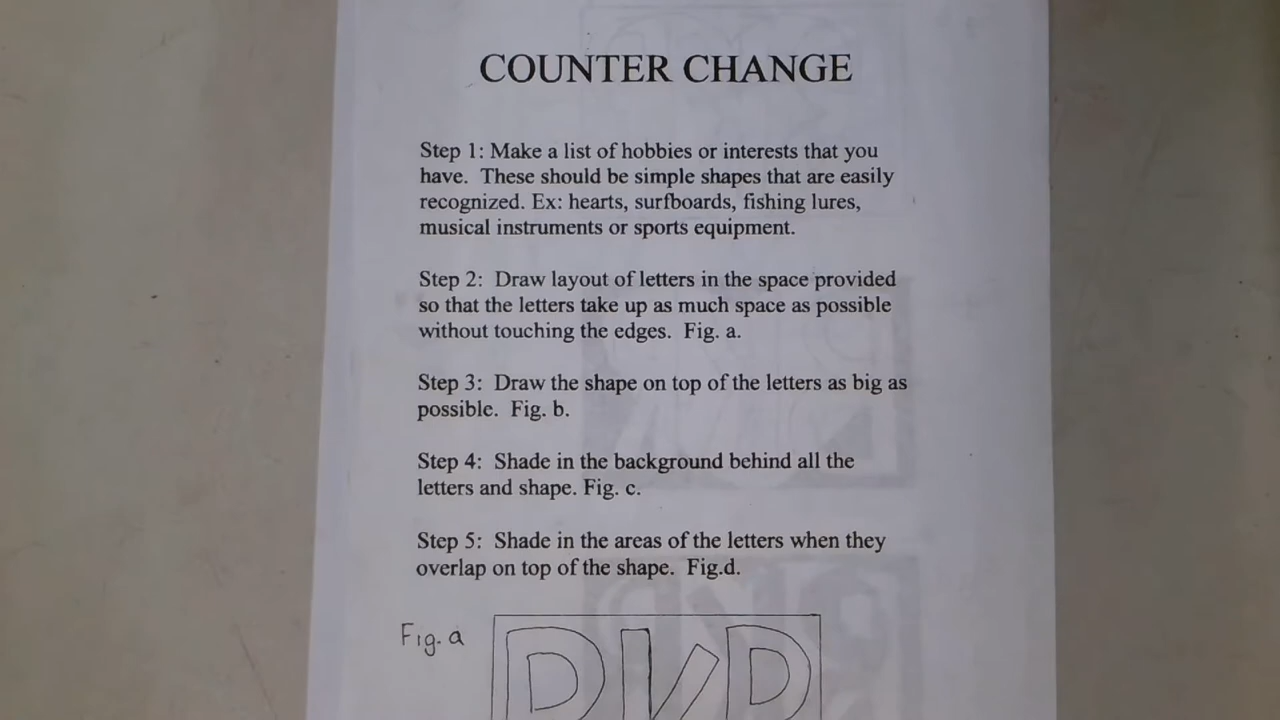 COUNTER CHANGE
Step 1: Make a list of hobbies or interests that you
have. These should be simple shapes that are easily
recognized. Ex: hearts, surfboards, fishing lures,
musical instruments or sports equipment.
Step 2: Draw layout of letters in the space provided
so that the letters take up as much space as possible
without touching the edges. Fig. a.
Step 3: Draw the shape on top of the letters as big as
possible. Fig. b.
Step 4: Shade in the background behind all the
letters and shape. Fig. c.
Step 5: Shade in the areas of the letters when they
overlap on top of the shape. Fig.d.
Fig. a